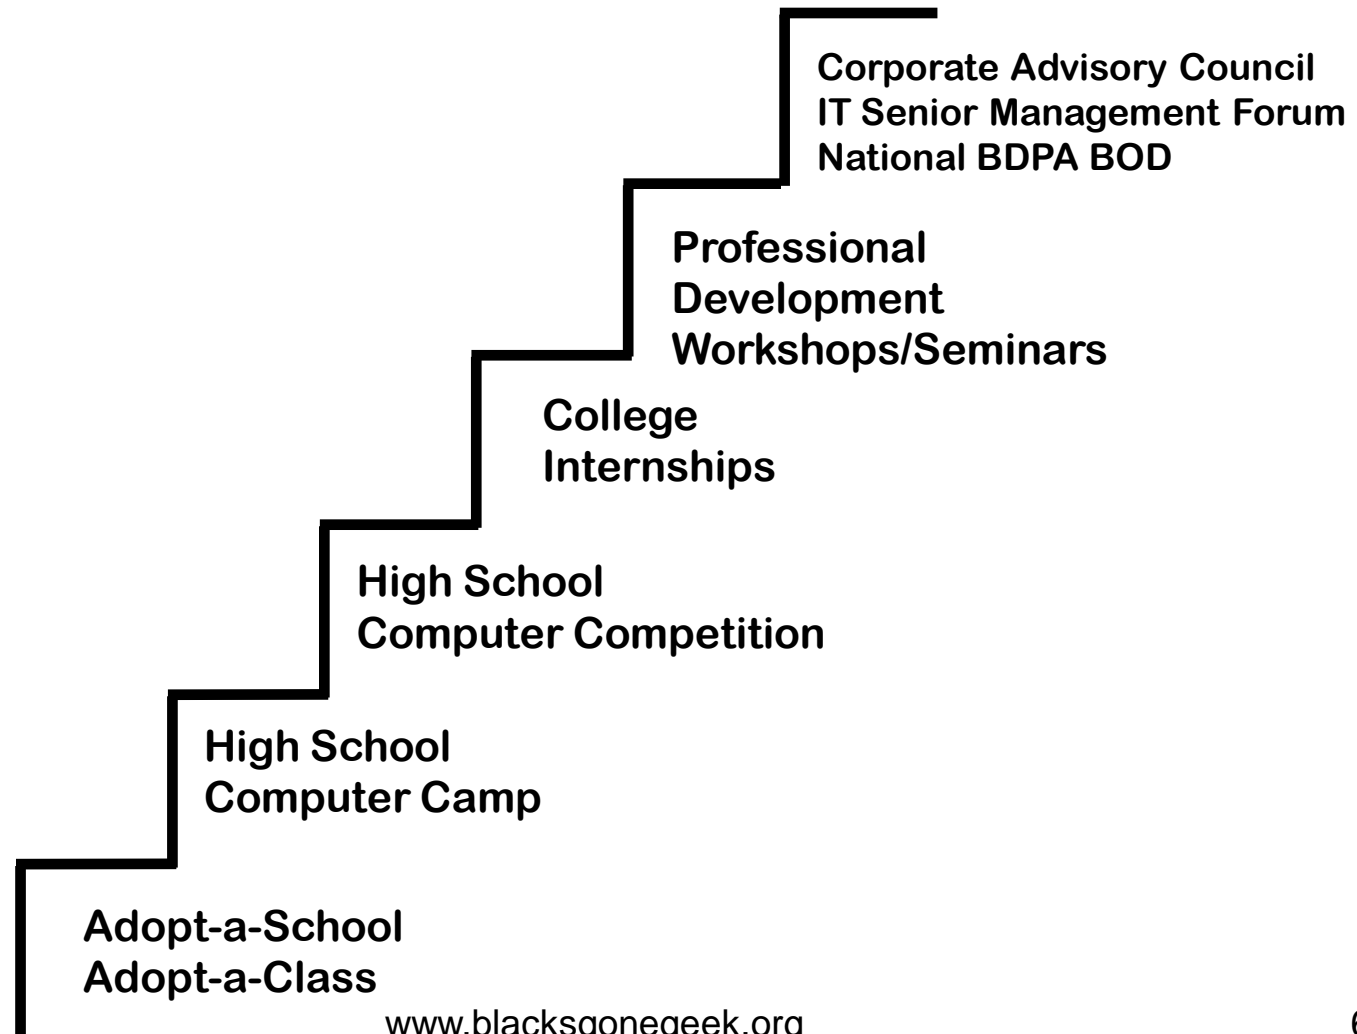 Corporate Advisory Council
IT Senior Management Forum
National BDPA BOD
Professional
Development
Workshops/Seminars
College
Internships
High School
Computer Competition
High School
Computer Camp
Adopt-a-School
Adopt-a-Class
www.blacksgonegeek.org